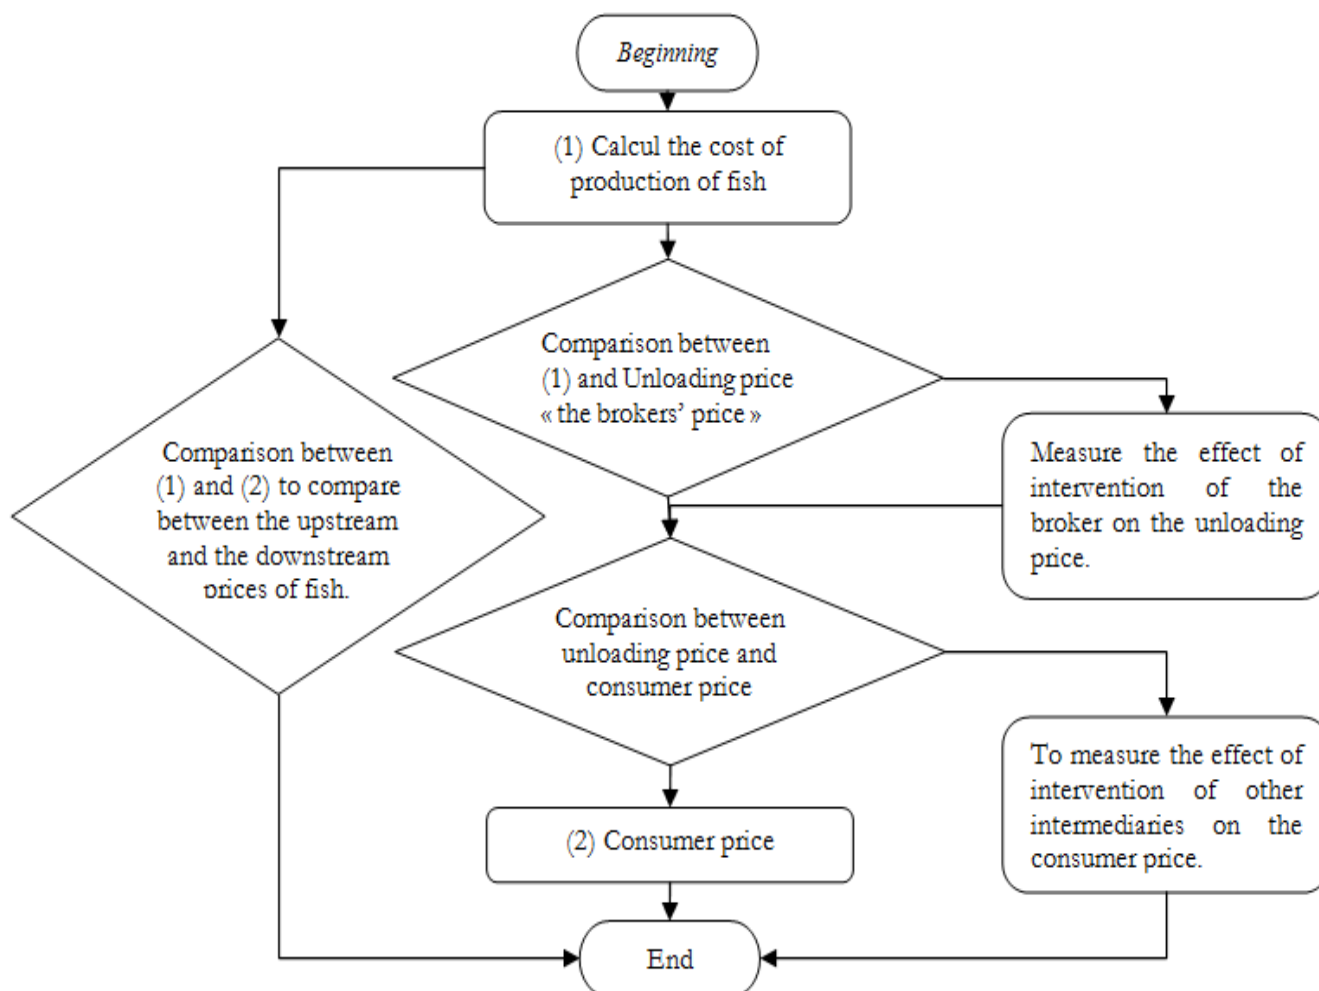 Beginning
(1) Calcul the cost of
production of fish
Comparison between
(1) and Unloading price
« the brokers’ price »
Measure the effect of
intervention of the
broker on the unloading
price.
Comparison between
(1) and (2) to compare
between the upstream
and the downstream
prices of fish.
Comparison between
unloading price and
consumer price
To measure the effect of
intervention of other
intermediaries on the
consumer price.
(2) Consumer price
End